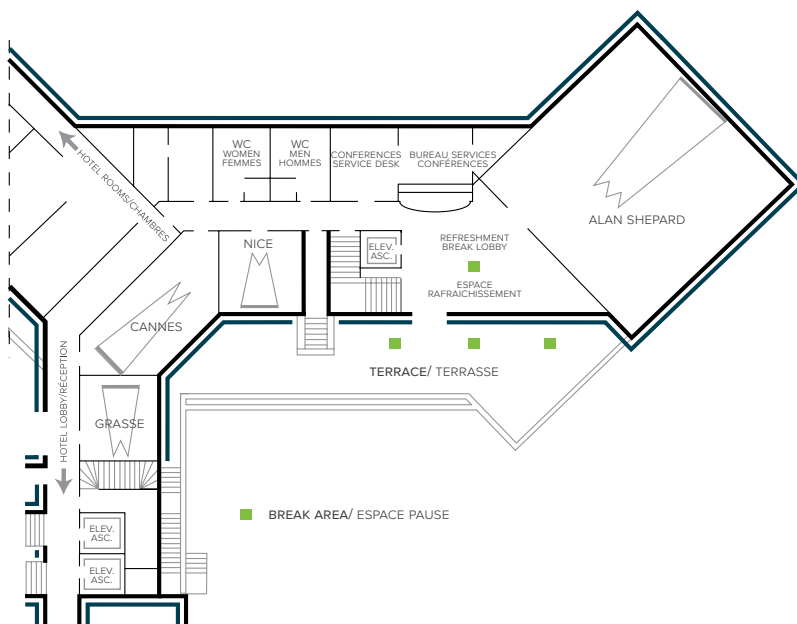 WC
WOMEN
FEMMES
WC
MEN
HOMMES
CONFERENCES
SERVICE DESK
BUREAU SERVICES
CONFÉRENCES
HOTEL ROOMS/CHAMBRES
ALAN SHEPARD
NICE
ELEV.
ASC.
REFRESHMENT
BREAK LOBBY
ESPACE
RAFRAICHISSEMENT
CANNES
TERRACE/ TERRASSE
HOTEL LOBBY/RÉCEPTION
GRASSE
BREAK AREA/ ESPACE PAUSE
ELEV.
ASC.
ELEV.
ASC.